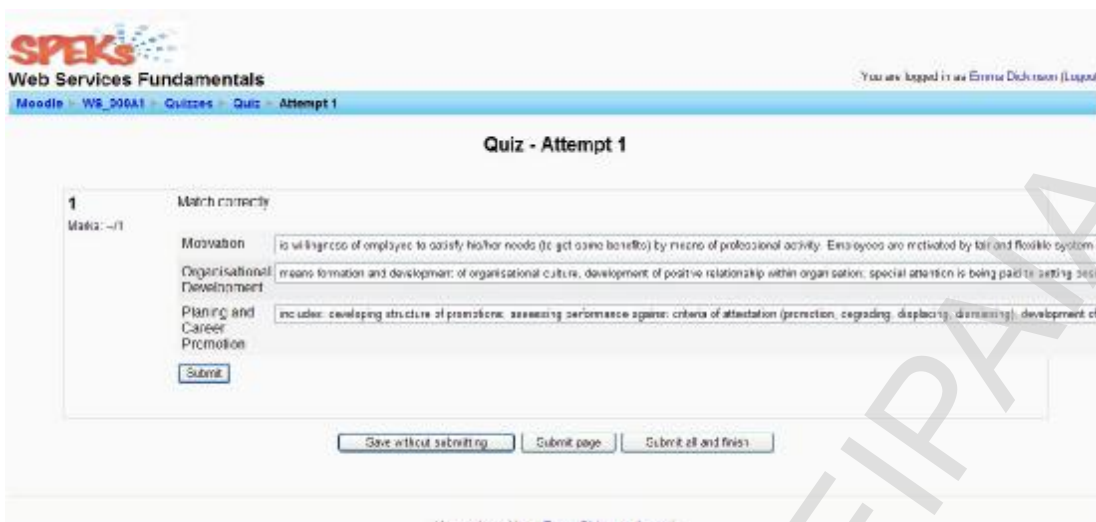 SPEKs
Web Services Fundamentals
You are logged in as Emma Dickinson (Logout
Moodle ► WS_000A1 ► Quizzes ► Quiz ► Attempt 1
Quiz - Attempt 1
1
Match correctly
Marks: --/1
Motivation
is willingness of employee to satisfy his/her needs (to get some benefits) by means of professional activity. Employees are motivated by fair and flexible system
Organisational Development
means formation and development of organisational culture, development of positive relationship within organisation; special attention is being paid to setting
Planing and Career Promotion
includes: developing structure of promotions; assessing performance against criteria of attestation (promotion, degrading, displacing, dismissing); development of
Submit
Save without submitting
Submit page
Submit all and finish
EIPAIA